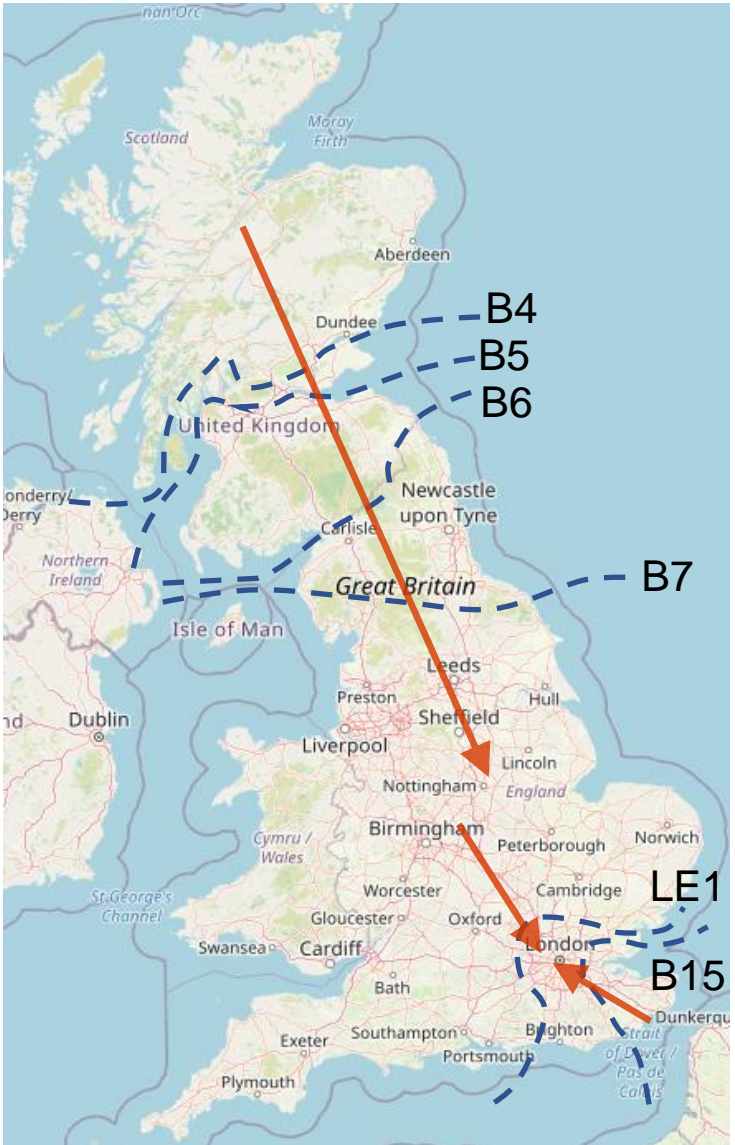 nan Orc
Moray
Firth
Scotland
Aberdeen
Dundee
B4
B5
B6
United Kingdom
onderry/
Derry
Newcastle
upon Tyne
Carlisle
Northern
Ireland
Great Britain
B7
Isle of Man
Leeds
Preston
Hull
Dublin
Sheffield
Liverpool
Lincoln
Nottingham
England
Birmingham
Peterborough
Norwich
Cymru /
Wales
Worcester
Cambridge
LE1
St George's
Channel
Gloucester
Oxford
Swansea
Cardiff
London
B15
Bath
Dunkerqu
Southampton
Brighton
Strait
of Dover /
Pas de
Calais
Exeter
Portsmouth
Plymouth